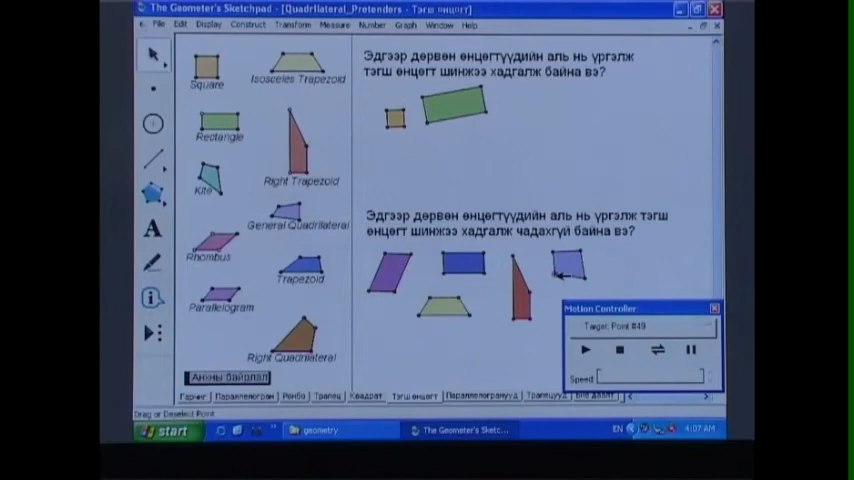 The Geometer's Sketchpad - [Quadrilateral_Pretenders - Тэгш өнцөгт]
File Edit Display Construct Transform Measure Number Graph Window Help
Эдгээр дөрвөн өнцөгтүүдийн аль нь үргэлж
тэгш өнцөгт шинжээ хадгалж байна вэ?
Square
Isosceles Trapezoid
Rectangle
Right Trapezoid
Kite
General Quadrilateral
Эдгээр дөрвөн өнцөгтүүдийн аль нь үргэлж тэгш
өнцөгт шинжээ хадгалж чадахгүй байна вэ?
Rhombus
Trapezoid
Parallelogram
Motion Controller
Target: Point #49
Right Quadrilateral
Speed:
Анхны байрлал
Гарчиг Параллелограм Ромбо Трапец Квадрат Тэгш өнцөгт Параллелограмууд Трапецууд
Drag or Deselect Point
start
geometry
The Geometer's Sketc...
EN
4:07 AM